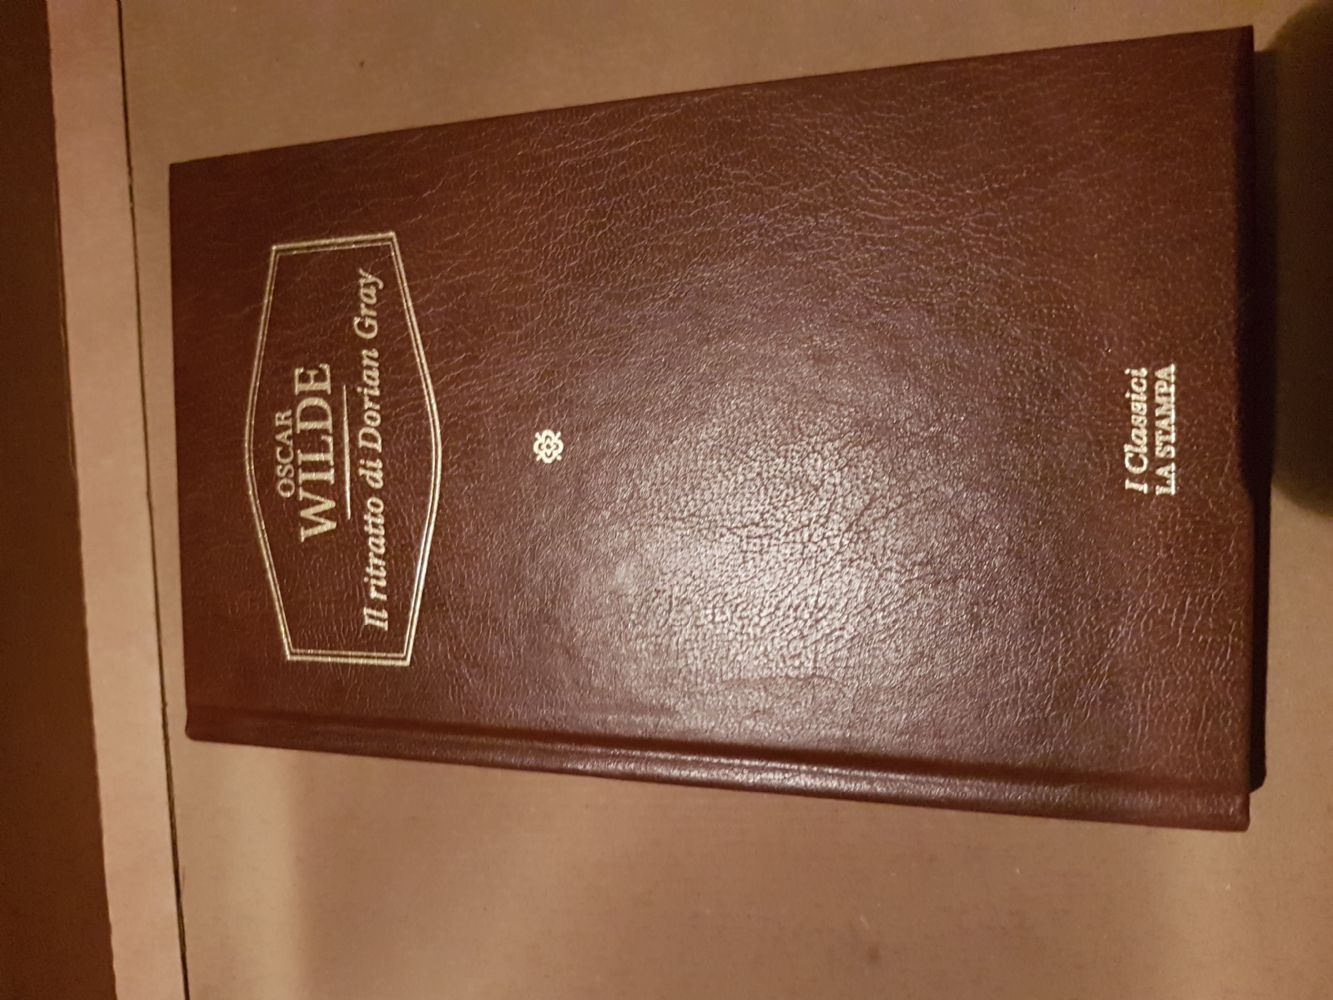 OSCAR
WILDE
Il ritratto di Dorian Gray
I Classici
LA STAMPA